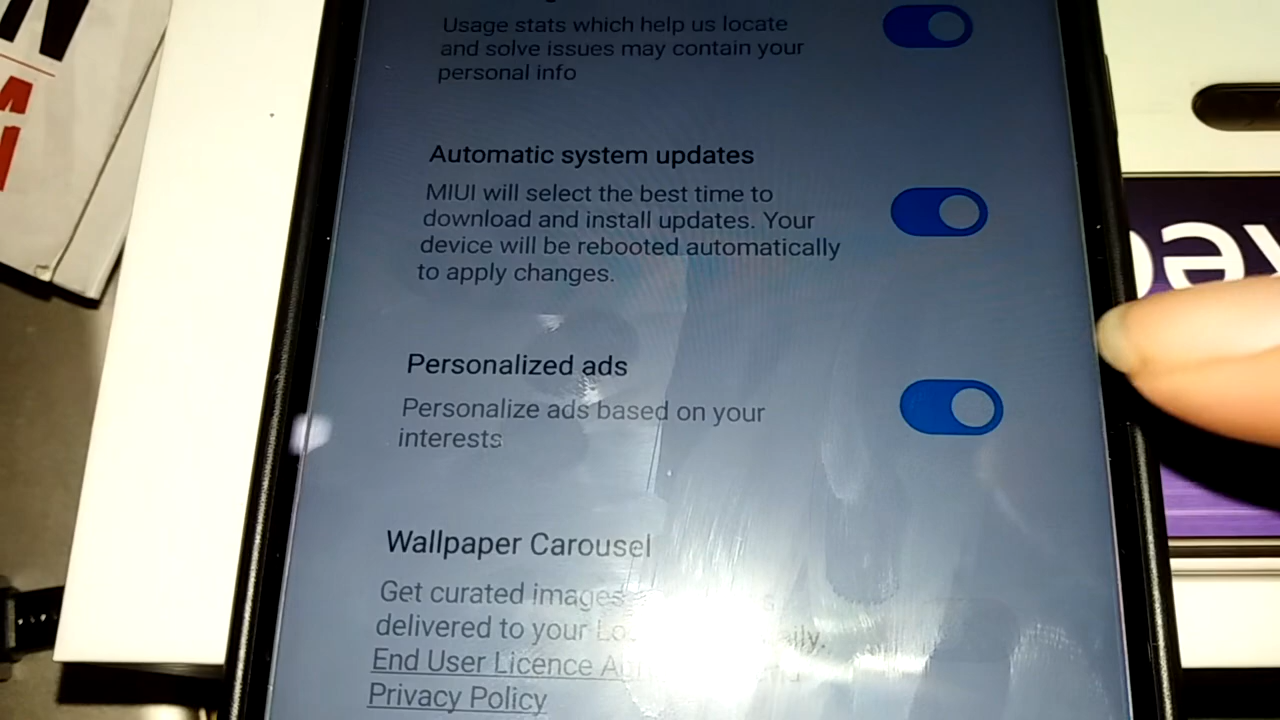 Usage stats which help us locate
and solve issues may contain your
personal info
Automatic system updates
MIUI will select the best time to
download and install updates. Your
device will be rebooted automatically
to apply changes.
Personalized ads
Personalize ads based on your
interests
Wallpaper Carousel
Get curated images
delivered to your
End User Licence
Privacy Policy